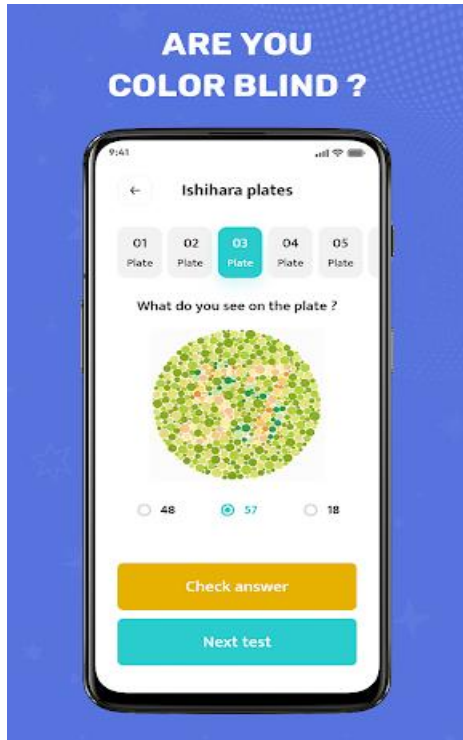 ARE YOU
COLOR BLIND ?
9:41
Ishihara plates
01 02 03 04 05
Plate Plate Plate Plate Plate
What do you see on the plate ?
57
48 57 18
Check answer
Next test